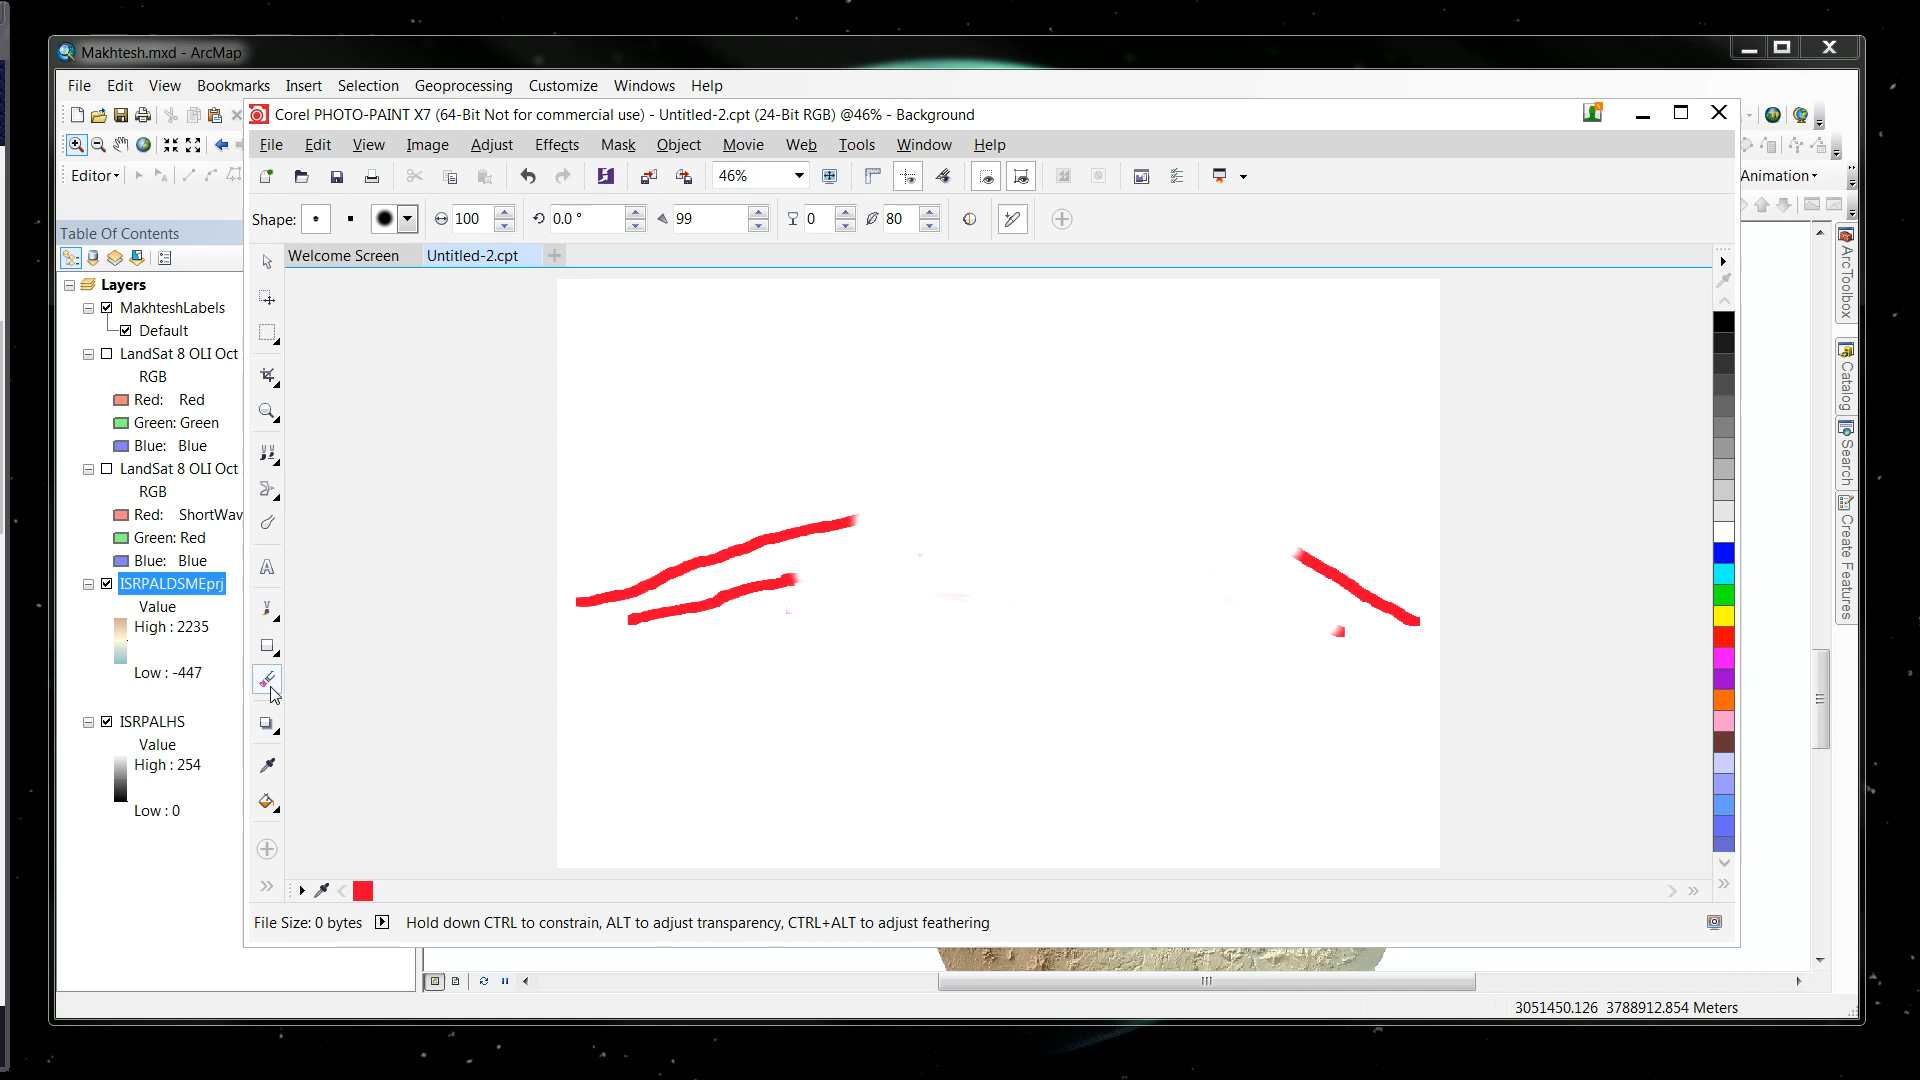 Makhtesh.mxd - ArcMap
File Edit View Bookmarks Insert Selection Geoprocessing Customize Windows Help
Corel PHOTO-PAINT X7 (64-Bit Not for commercial use) - Untitled-2.cpt (24-Bit RGB) @46% - Background
File Edit View Image Adjust Effects Mask Object Movie Web Tools Window Help
46%
Editor
Animation
Shape: 100 0.0 ° 99 0 80
Table Of Contents
Welcome Screen Untitled-2.cpt
Layers
MakhteshLabels
Default
LandSat 8 OLI Oct
RGB
Red: Red
Green: Green
Blue: Blue
LandSat 8 OLI Oct
RGB
Red: ShortWav
Green: Red
Blue: Blue
ISRPALDSMEprj
Value
High : 2235
Low : -447
ISRPALHS
Value
High : 254
Low : 0
ArcToolbox
Catalog
Search
Create Features
A
File Size: 0 bytes Hold down CTRL to constrain, ALT to adjust transparency, CTRL+ALT to adjust feathering
3051450.126 3788912.854 Meters